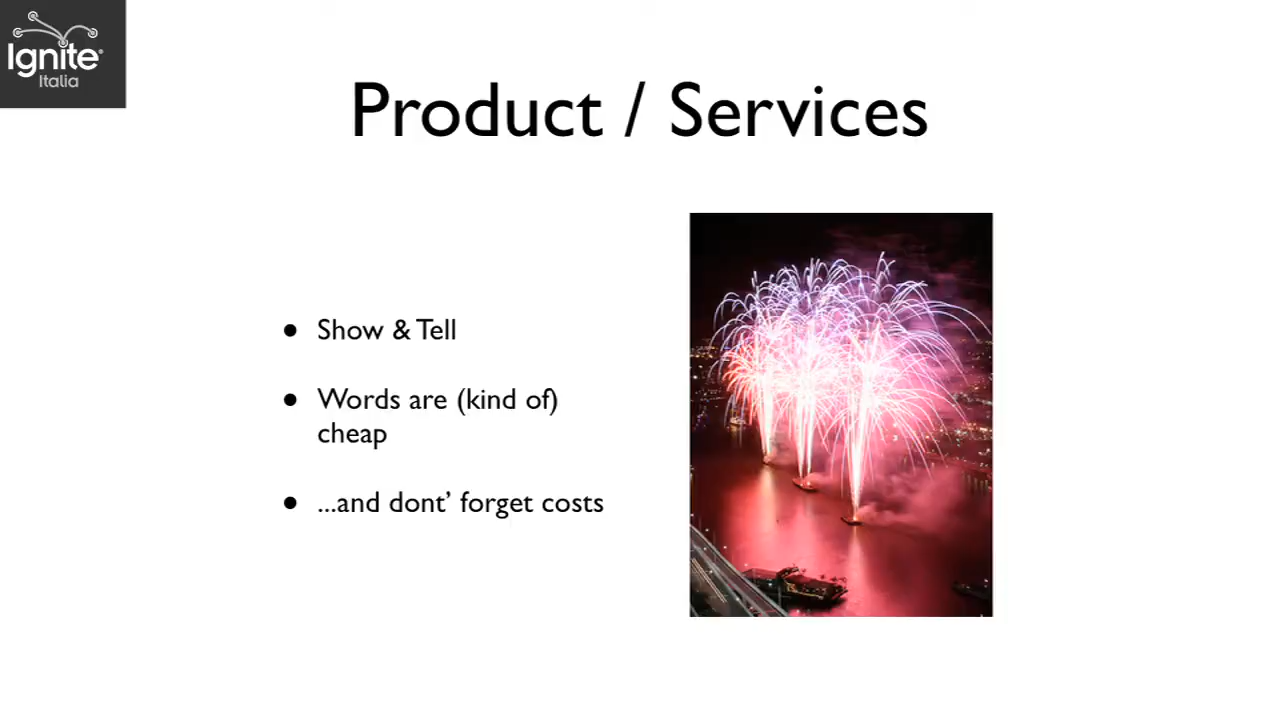 Ignite®
Italia
Product / Services
• Show & Tell
• Words are (kind of)
cheap
• ...and dont’ forget costs